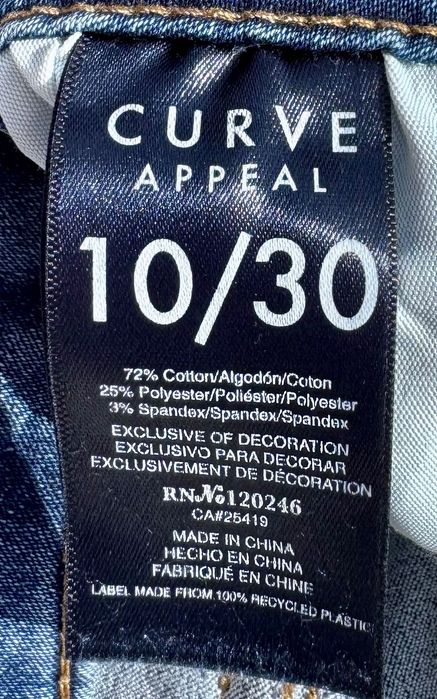 CURVE
APPEAL
10/30
72% Cotton/Algodón/Coton
25% Polyester/Poliéster/Polyester
3% Spandex/Spandex/Spandex
EXCLUSIVE OF DECORATION
EXCLUSIVO PARA DECORAR
EXCLUSIVEMENT DE DÉCORATION
RN№120246
CA#25419
MADE IN CHINA
HECHO EN CHINA
FABRIQUÉ EN CHINE
LABEL MADE FROM 100% RECYCLED PLASTIC